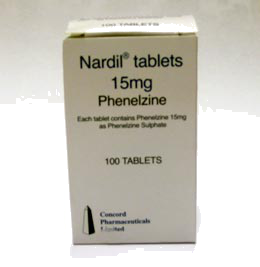 Nardil® tablets
15mg
Phenelzine
Each tablet contains Phenelzine 15mg
as Phenelzine Sulphate
100 TABLETS
Concord
Pharmaceuticals
Limited